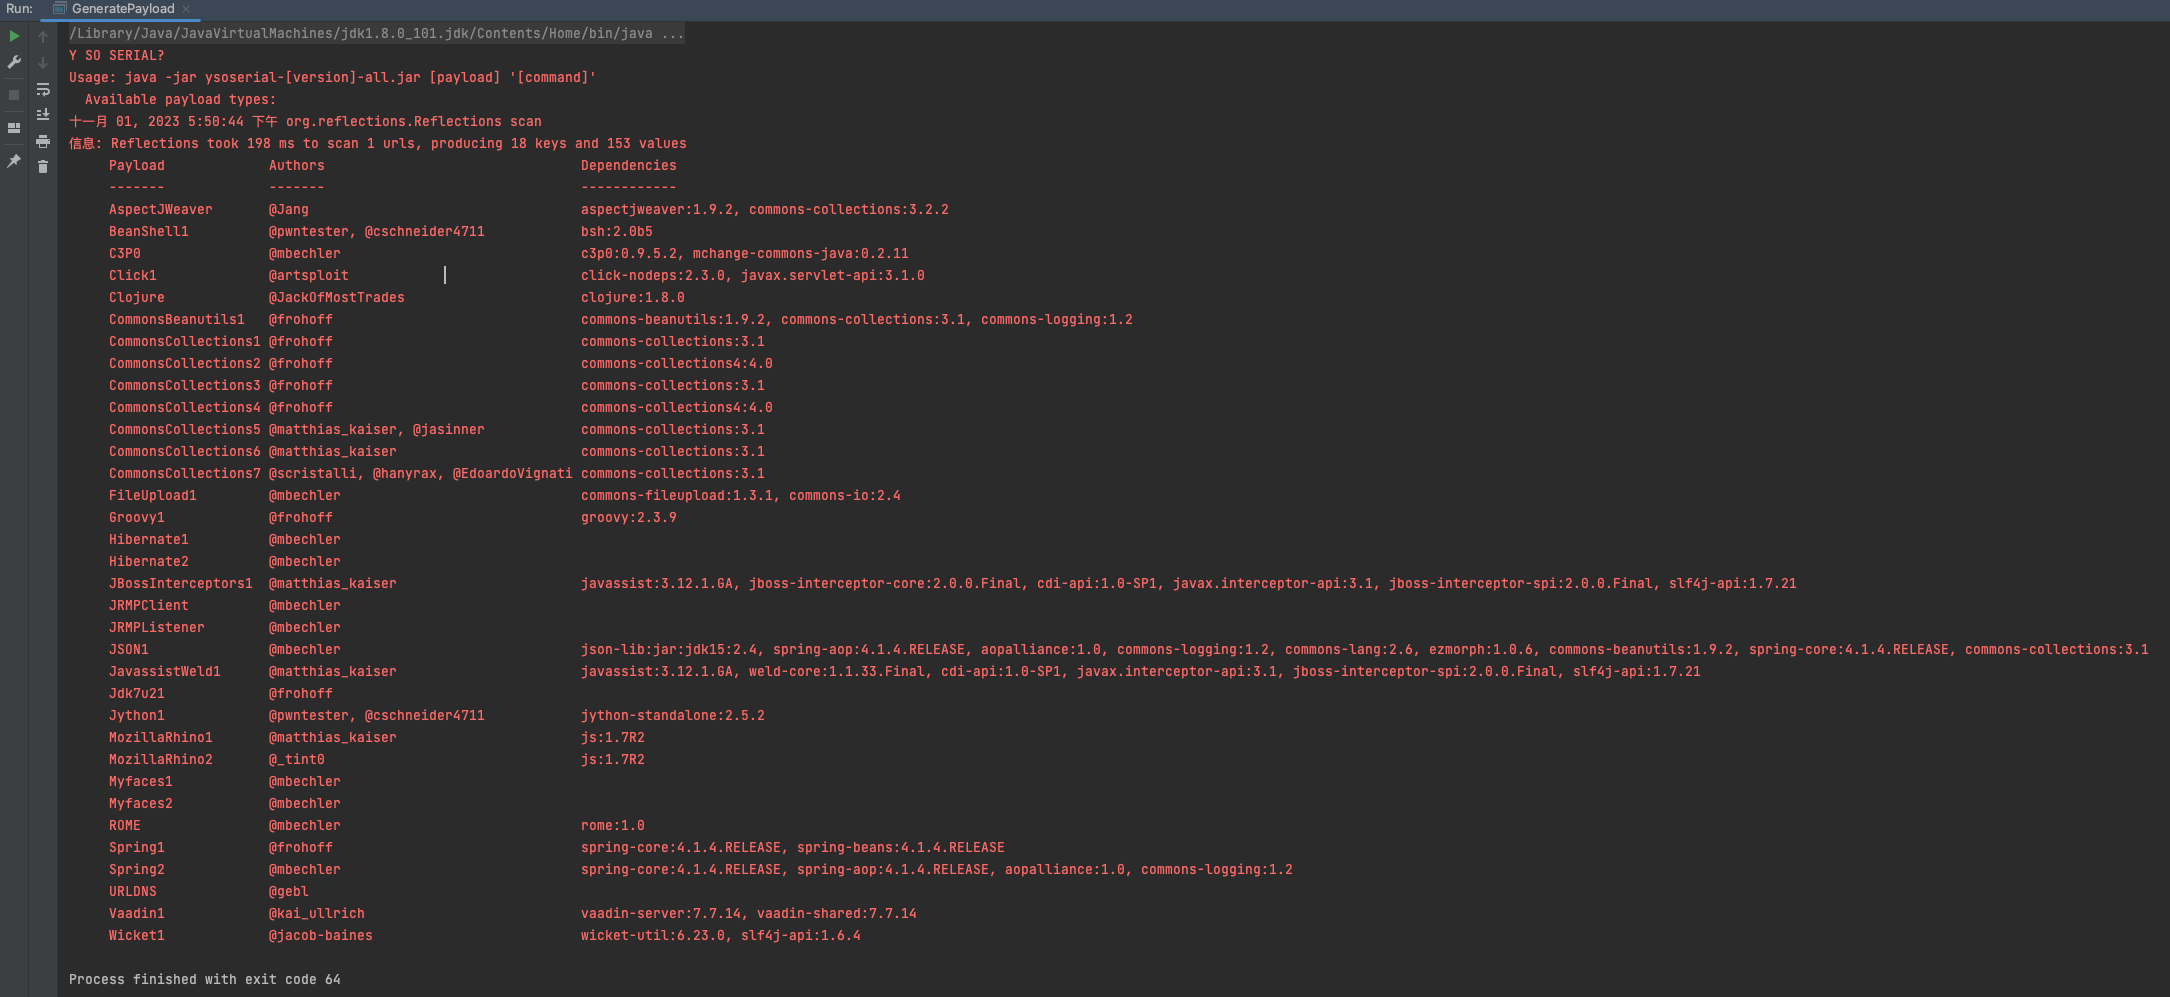 Run: GeneratePayload
/Library/Java/JavaVirtualMachines/jdk1.8.0_101.jdk/Contents/Home/bin/java ...
Y SO SERIAL?
Usage: java -jar ysoserial-[version]-all.jar [payload] '[command]'
Available payload types:
十一月 01, 2023 5:50:44 下午 org.reflections.Reflections scan
信息: Reflections took 198 ms to scan 1 urls, producing 18 keys and 153 values
Payload Authors Dependencies
------- ------- ------------
AspectJWeaver @Jang aspectjweaver:1.9.2, commons-collections:3.2.2
BeanShell1 @pwntester, @cschneider4711 bsh:2.0b5
C3P0 @mbechler c3p0:0.9.5.2, mchange-commons-java:0.2.11
Click1 @artsploit click-nodeps:2.3.0, javax.servlet-api:3.1.0
Clojure @JackOfMostTrades clojure:1.8.0
CommonsBeanutils1 @frohoff commons-beanutils:1.9.2, commons-collections:3.1, commons-logging:1.2
CommonsCollections1 @frohoff commons-collections:3.1
CommonsCollections2 @frohoff commons-collections4:4.0
CommonsCollections3 @frohoff commons-collections:3.1
CommonsCollections4 @frohoff commons-collections4:4.0
CommonsCollections5 @matthias_kaiser, @jasinner commons-collections:3.1
CommonsCollections6 @matthias_kaiser commons-collections:3.1
CommonsCollections7 @scristalli, @hanyrax, @EdoardoVignati commons-collections:3.1
FileUpload1 @mbechler commons-fileupload:1.3.1, commons-io:2.4
Groovy1 @frohoff groovy:2.3.9
Hibernate1 @mbechler
Hibernate2 @mbechler
JBossInterceptors1 @matthias_kaiser javassist:3.12.1.GA, jboss-interceptor-core:2.0.0.Final, cdi-api:1.0-SP1, javax.interceptor-api:3.1, jboss-interceptor-spi:2.0.0.Final, slf4j-api:1.7.21
JRMPClient @mbechler
JRMPListener @mbechler
JSON1 @mbechler json-lib:jar:jdk15:2.4, spring-aop:4.1.4.RELEASE, aopalliance:1.0, commons-logging:1.2, commons-lang:2.6, ezmorph:1.0.6, commons-beanutils:1.9.2, spring-core:4.1.4.RELEASE, commons-collections:3.1
JavassistWeld1 @matthias_kaiser javassist:3.12.1.GA, weld-core:1.1.33.Final, cdi-api:1.0-SP1, javax.interceptor-api:3.1, jboss-interceptor-spi:2.0.0.Final, slf4j-api:1.7.21
Jdk7u21 @frohoff
Jython1 @pwntester, @cschneider4711 jython-standalone:2.5.2
MozillaRhino1 @matthias_kaiser js:1.7R2
MozillaRhino2 @_tint0 js:1.7R2
Myfaces1 @mbechler
Myfaces2 @mbechler
ROME @mbechler rome:1.0
Spring1 @frohoff spring-core:4.1.4.RELEASE, spring-beans:4.1.4.RELEASE
Spring2 @mbechler spring-core:4.1.4.RELEASE, spring-aop:4.1.4.RELEASE, aopalliance:1.0, commons-logging:1.2
URLDNS @gebl
Vaadin1 @kai_ullrich vaadin-server:7.7.14, vaadin-shared:7.7.14
Wicket1 @jacob-baines wicket-util:6.23.0, slf4j-api:1.6.4
Process finished with exit code 64